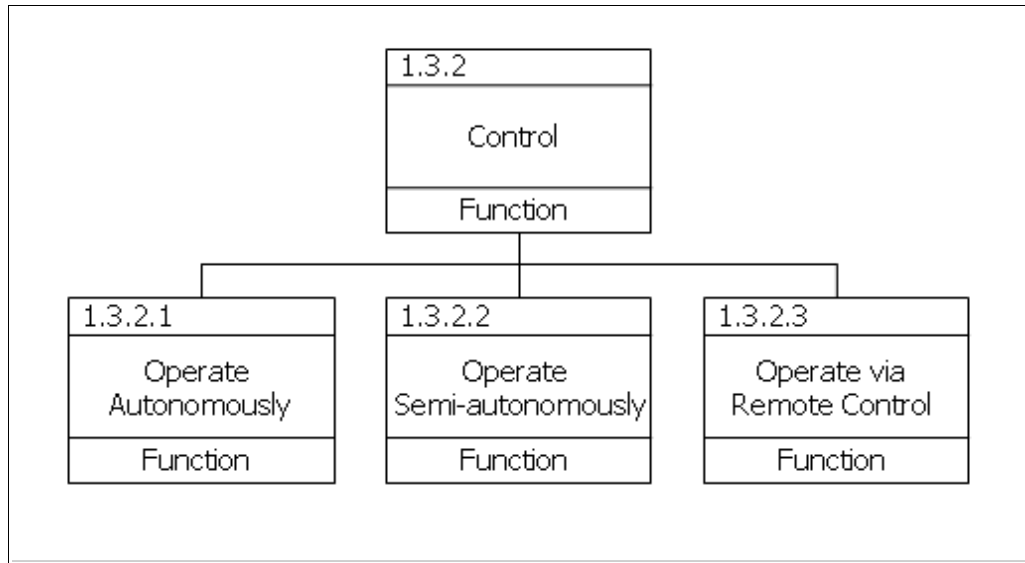 1.3.2
Control
Function
1.3.2.1
Operate
Autonomously
Function
1.3.2.2
Operate
Semi-autonomously
Function
1.3.2.3
Operate via
Remote Control
Function